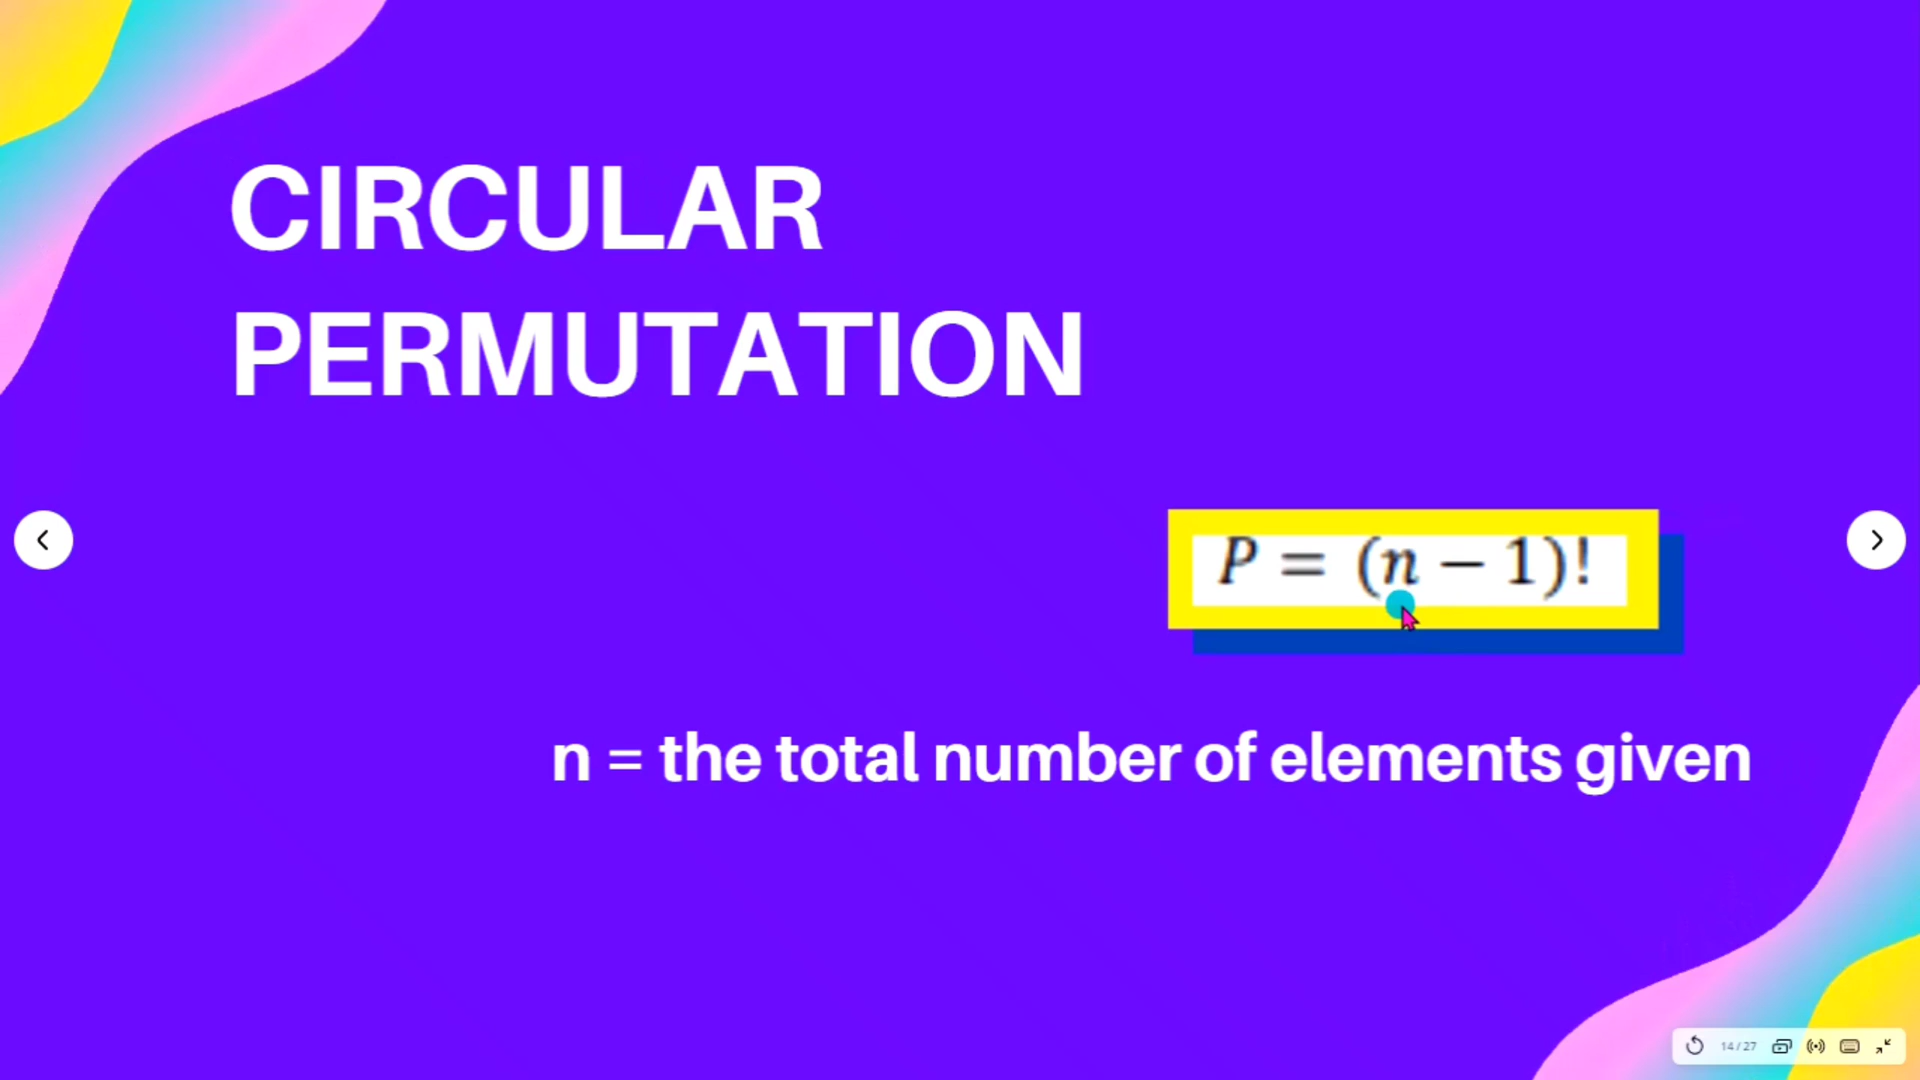 CIRCULAR
PERMUTATION
P = (n − 1)!
n = the total number of elements given
14 / 27